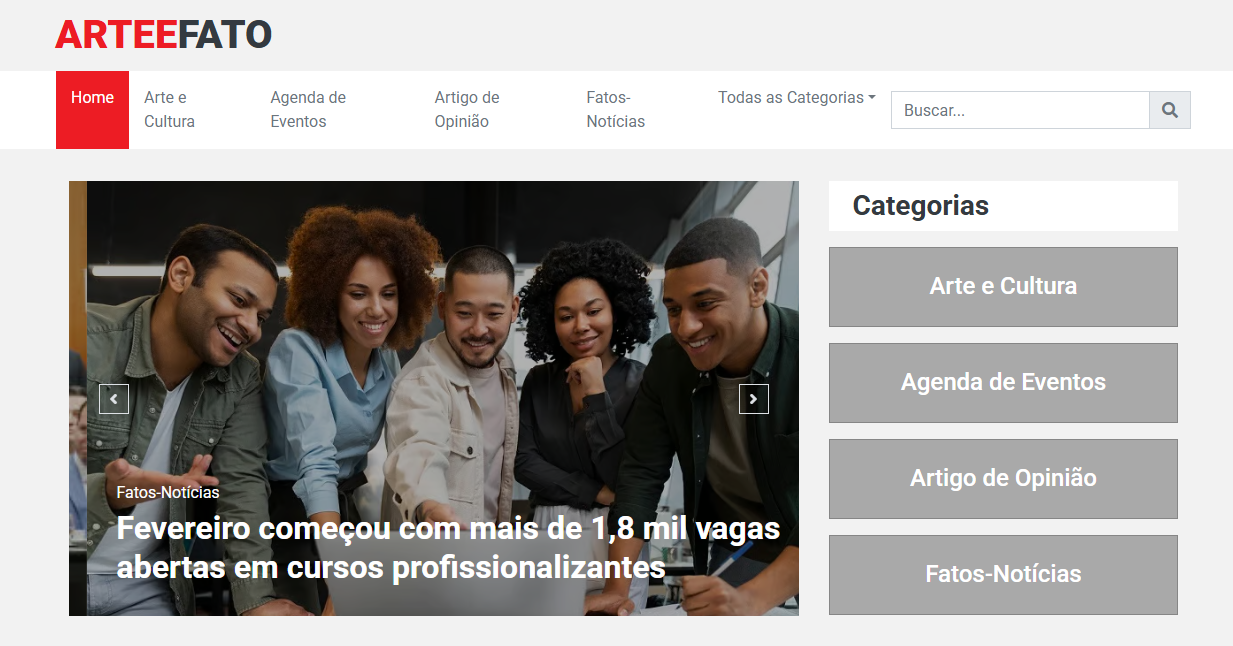 ARTEEFATO
Home
Arte e
Cultura
Agenda de
Eventos
Artigo de
Opinião
Fatos-
Notícias
Todas as Categorias
Buscar...
Fatos-Notícias
Fevereiro começou com mais de 1,8 mil vagas
abertas em cursos profissionalizantes
Categorias
Arte e Cultura
Agenda de Eventos
Artigo de Opinião
Fatos-Notícias